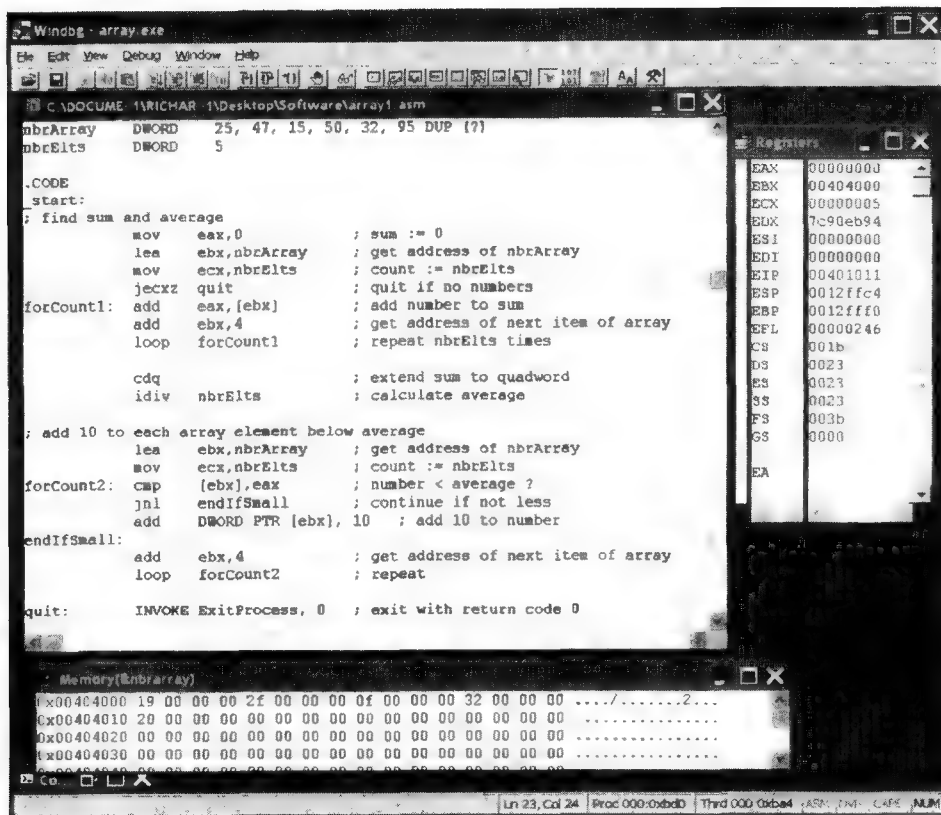 Windbg - array.exe
File Edit View Debug Window Help
C:\DOCUME~1\RICHAR~1\Desktop\Software\array1.asm
nbrArray DWORD 25, 47, 15, 50, 32, 95 DUP (?)
nbrElts DWORD 5
.CODE
_start:
; find sum and average
mov eax,0 ; sum := 0
lea ebx,nbrArray ; get address of nbrArray
mov ecx,nbrElts ; count := nbrElts
jecxz quit ; quit if no numbers
forCount1: add eax,[ebx] ; add number to sum
add ebx,4 ; get address of next item of array
loop forCount1 ; repeat nbrElts times
cdq ; extend sum to quadword
idiv nbrElts ; calculate average
; add 10 to each array element below average
lea ebx,nbrArray ; get address of nbrArray
mov ecx,nbrElts ; count := nbrElts
forCount2: cmp [ebx],eax ; number < average ?
jnl endIfSmall ; continue if not less
add DWORD PTR [ebx], 10 ; add 10 to number
endIfSmall:
add ebx,4 ; get address of next item of array
loop forCount2 ; repeat
quit: INVOKE ExitProcess, 0 ; exit with return code 0
Registers
EAX 00000000
EBX 00404000
ECX 00000005
EDX 7c90eb94
ESI 00000000
EDI 00000000
EIP 00401011
ESP 0012ffc4
EBP 0012fff0
EFL 00000246
CS 001b
DS 0023
ES 0023
SS 0023
FS 003b
GS 0000
EA
Memory(&nbrarray)
0x00404000 19 00 00 00 2f 00 00 00 0f 00 00 00 32 00 00 00 ..../.......2...
0x00404010 20 00 00 00 00 00 00 00 00 00 00 00 00 00 00 00 ...............
0x00404020 00 00 00 00 00 00 00 00 00 00 00 00 00 00 00 00 ................
0x00404030 00 00 00 00 00 00 00 00 00 00 00 00 00 00 00 00 ................
Co...
Ln 23, Col 24 Proc 000:0xbd0 Thrd 000:0xba4 ASM OVR CAPS NUM